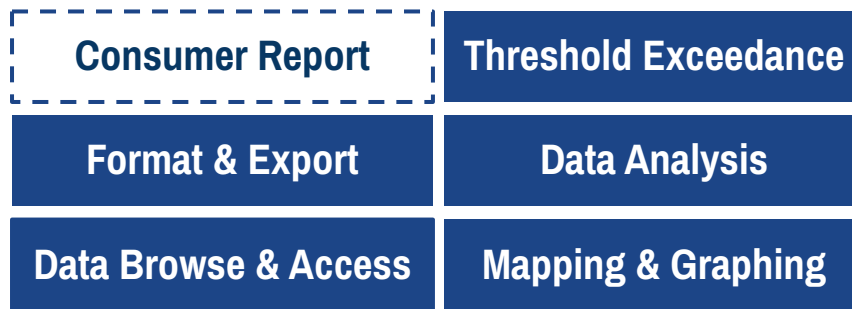 Consumer Report
Threshold Exceedance
Format & Export
Data Analysis
Data Browse & Access
Mapping & Graphing